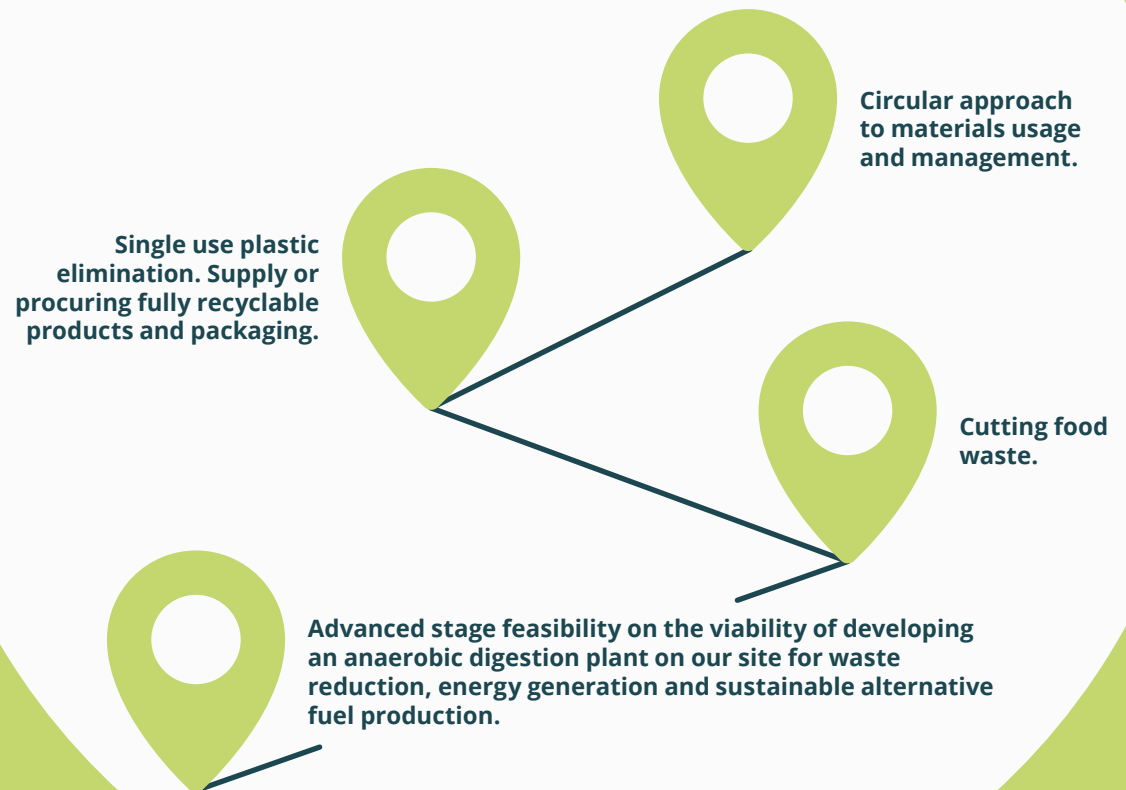 Circular approach
to materials usage
and management.
Single use plastic
elimination. Supply or
procuring fully recyclable
products and packaging.
Cutting food
waste.
Advanced stage feasibility on the viability of developing
an anaerobic digestion plant on our site for waste
reduction, energy generation and sustainable alternative
fuel production.